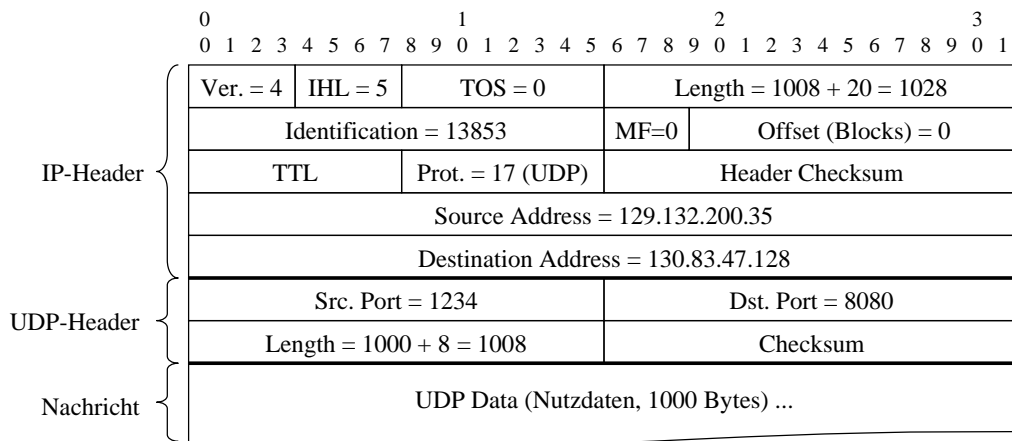 0 1 2 3
0 1 2 3 4 5 6 7 8 9 0 1 2 3 4 5 6 7 8 9 0 1 2 3 4 5 6 7 8 9 0 1
Ver. = 4 IHL = 5 TOS = 0 Length = 1008 + 20 = 1028
Identification = 13853 MF=0 Offset (Blocks) = 0
IP-Header TTL Prot. = 17 (UDP) Header Checksum
Source Address = 129.132.200.35
Destination Address = 130.83.47.128
Src. Port = 1234 Dst. Port = 8080
UDP-Header
Length = 1000 + 8 = 1008 Checksum
Nachricht UDP Data (Nutzdaten, 1000 Bytes) ...